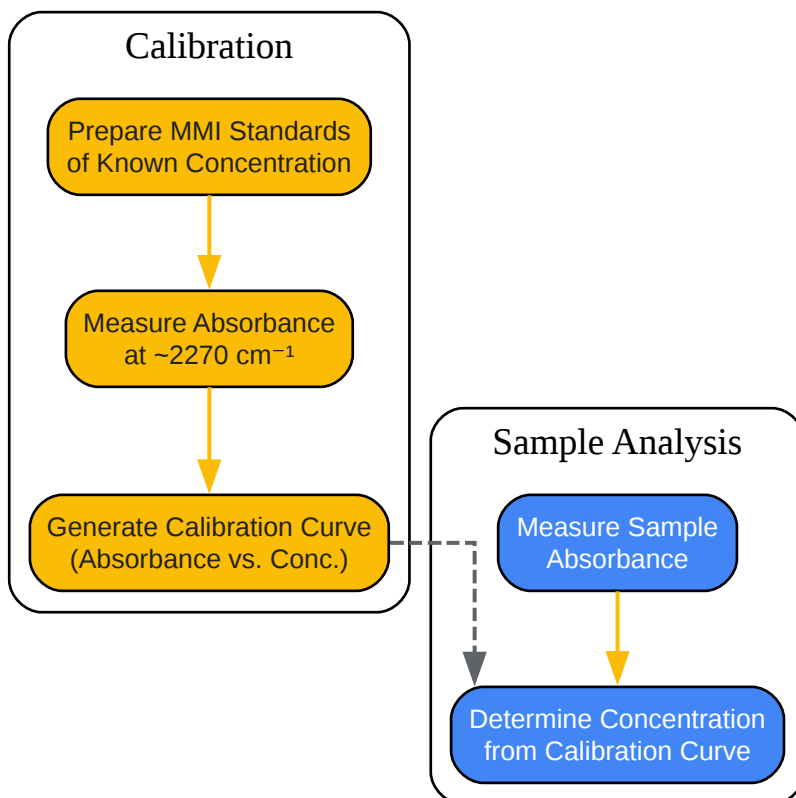 Calibration
Prepare MMI Standards
of Known Concentration
Measure Absorbance
at ~2270 cm⁻¹
Generate Calibration Curve
(Absorbance vs. Conc.)
Sample Analysis
Measure Sample
Absorbance
Determine Concentration
from Calibration Curve